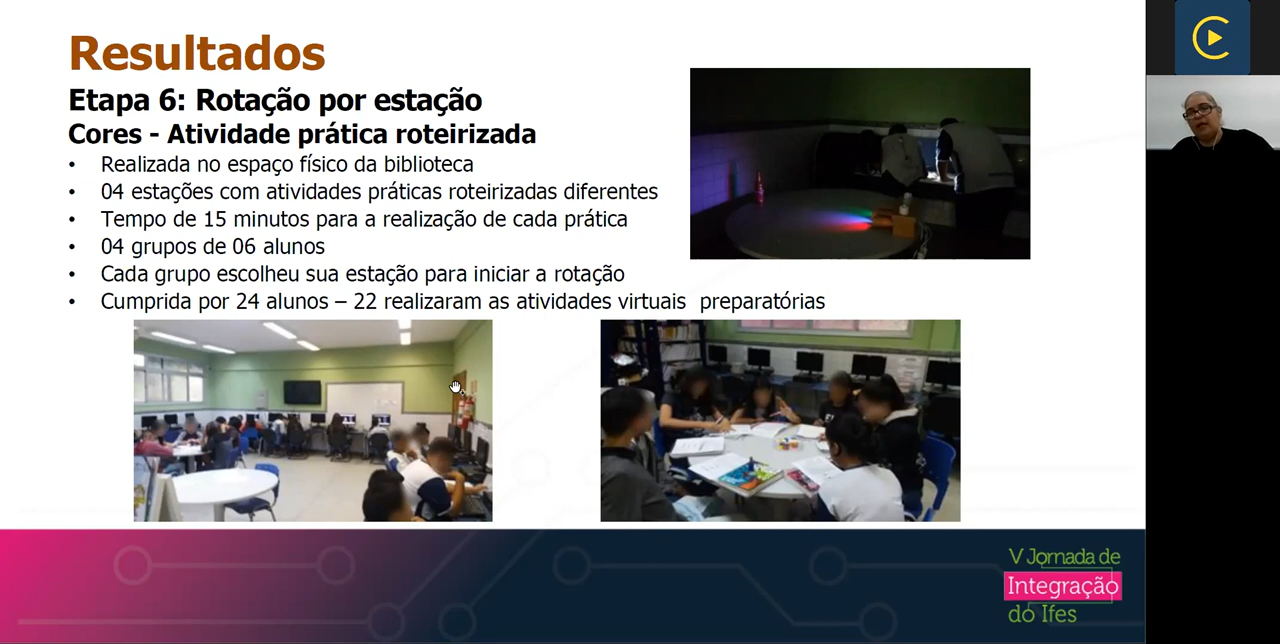 Resultados
Etapa 6: Rotação por estação
Cores - Atividade prática roteirizada
• Realizada no espaço físico da biblioteca
• 04 estações com atividades práticas roteirizadas diferentes
• Tempo de 15 minutos para a realização de cada prática
• 04 grupos de 06 alunos
• Cada grupo escolheu sua estação para iniciar a rotação
• Cumprida por 24 alunos – 22 realizaram as atividades virtuais preparatórias
V Jornada de
Integração
do Ifes